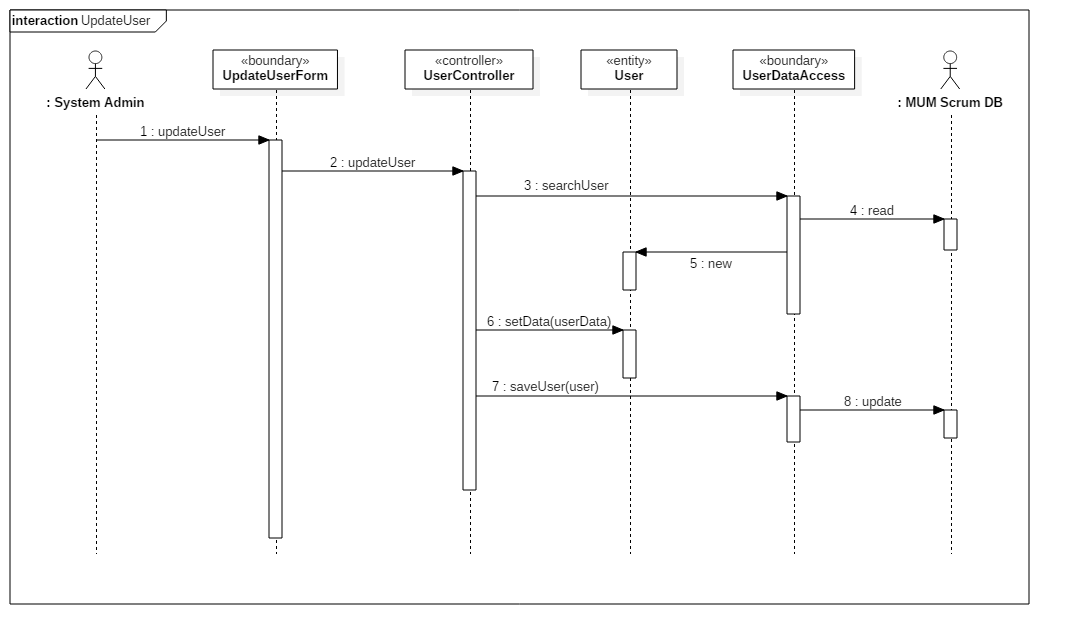 interaction UpdateUser
«boundary»
UpdateUserForm
«controller»
UserController
«entity»
User
«boundary»
UserDataAccess
: System Admin
: MUM Scrum DB
1 : updateUser
2 : updateUser
3 : searchUser
4 : read
5 : new
6 : setData(userData)
7 : saveUser(user)
8 : update